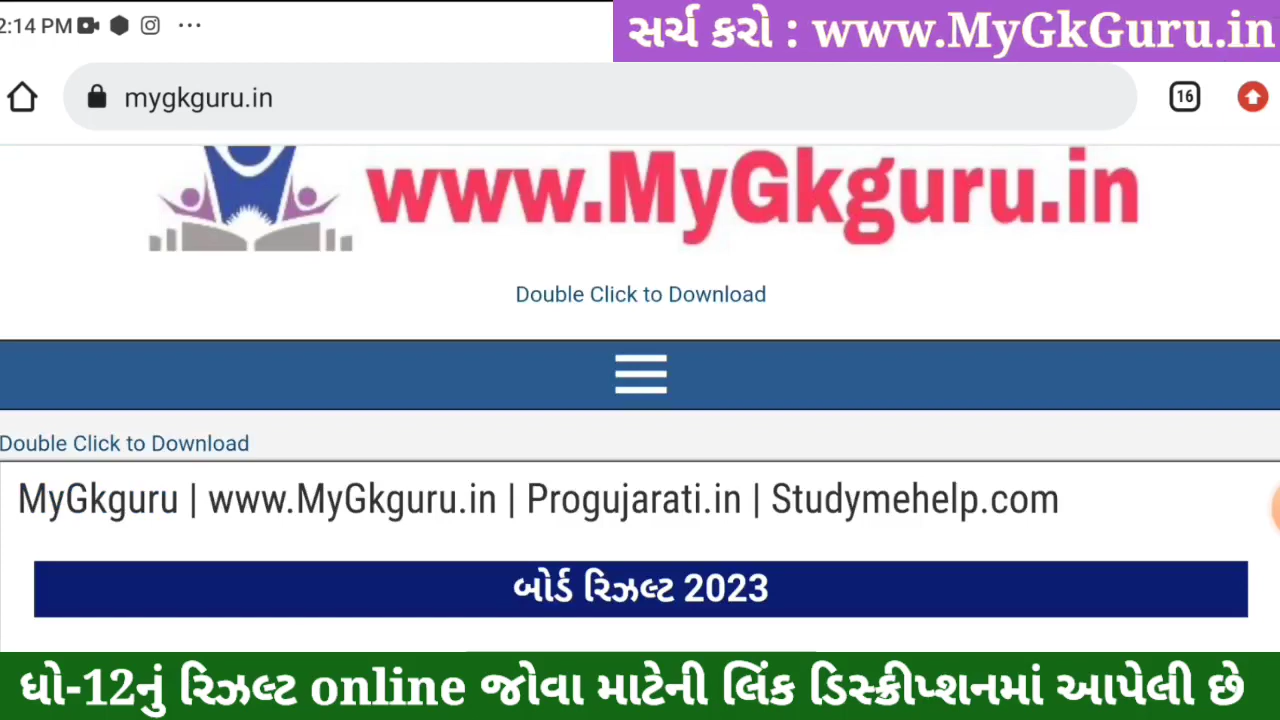 2:14 PM
સર્ચ કરો : www.MyGkGuru.in
mygkguru.in
16
www.MyGkguru.in
Double Click to Download
Double Click to Download
MyGkguru | www.MyGkguru.in | Progujarati.in | Studymehelp.com
બોર્ડ રિઝલ્ટ 2023
ધો-12નું રિઝલ્ટ online જોવા માટેની લિંક ડિસ્ક્રીપ્શનમાં આપેલી છે